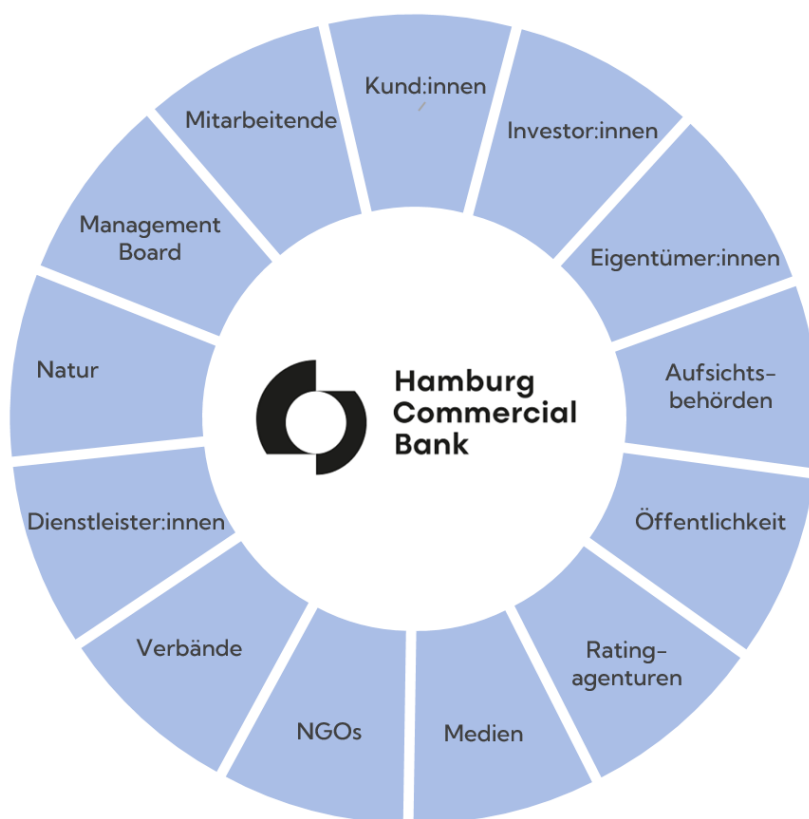 Kund:innen
Investor:innen
Eigentümer:innen
Aufsichts-
behörden
Öffentlichkeit
Rating-
agenturen
Medien
NGOs
Verbände
Dienstleister:innen
Natur
Management
Board
Mitarbeitende
Hamburg
Commercial
Bank